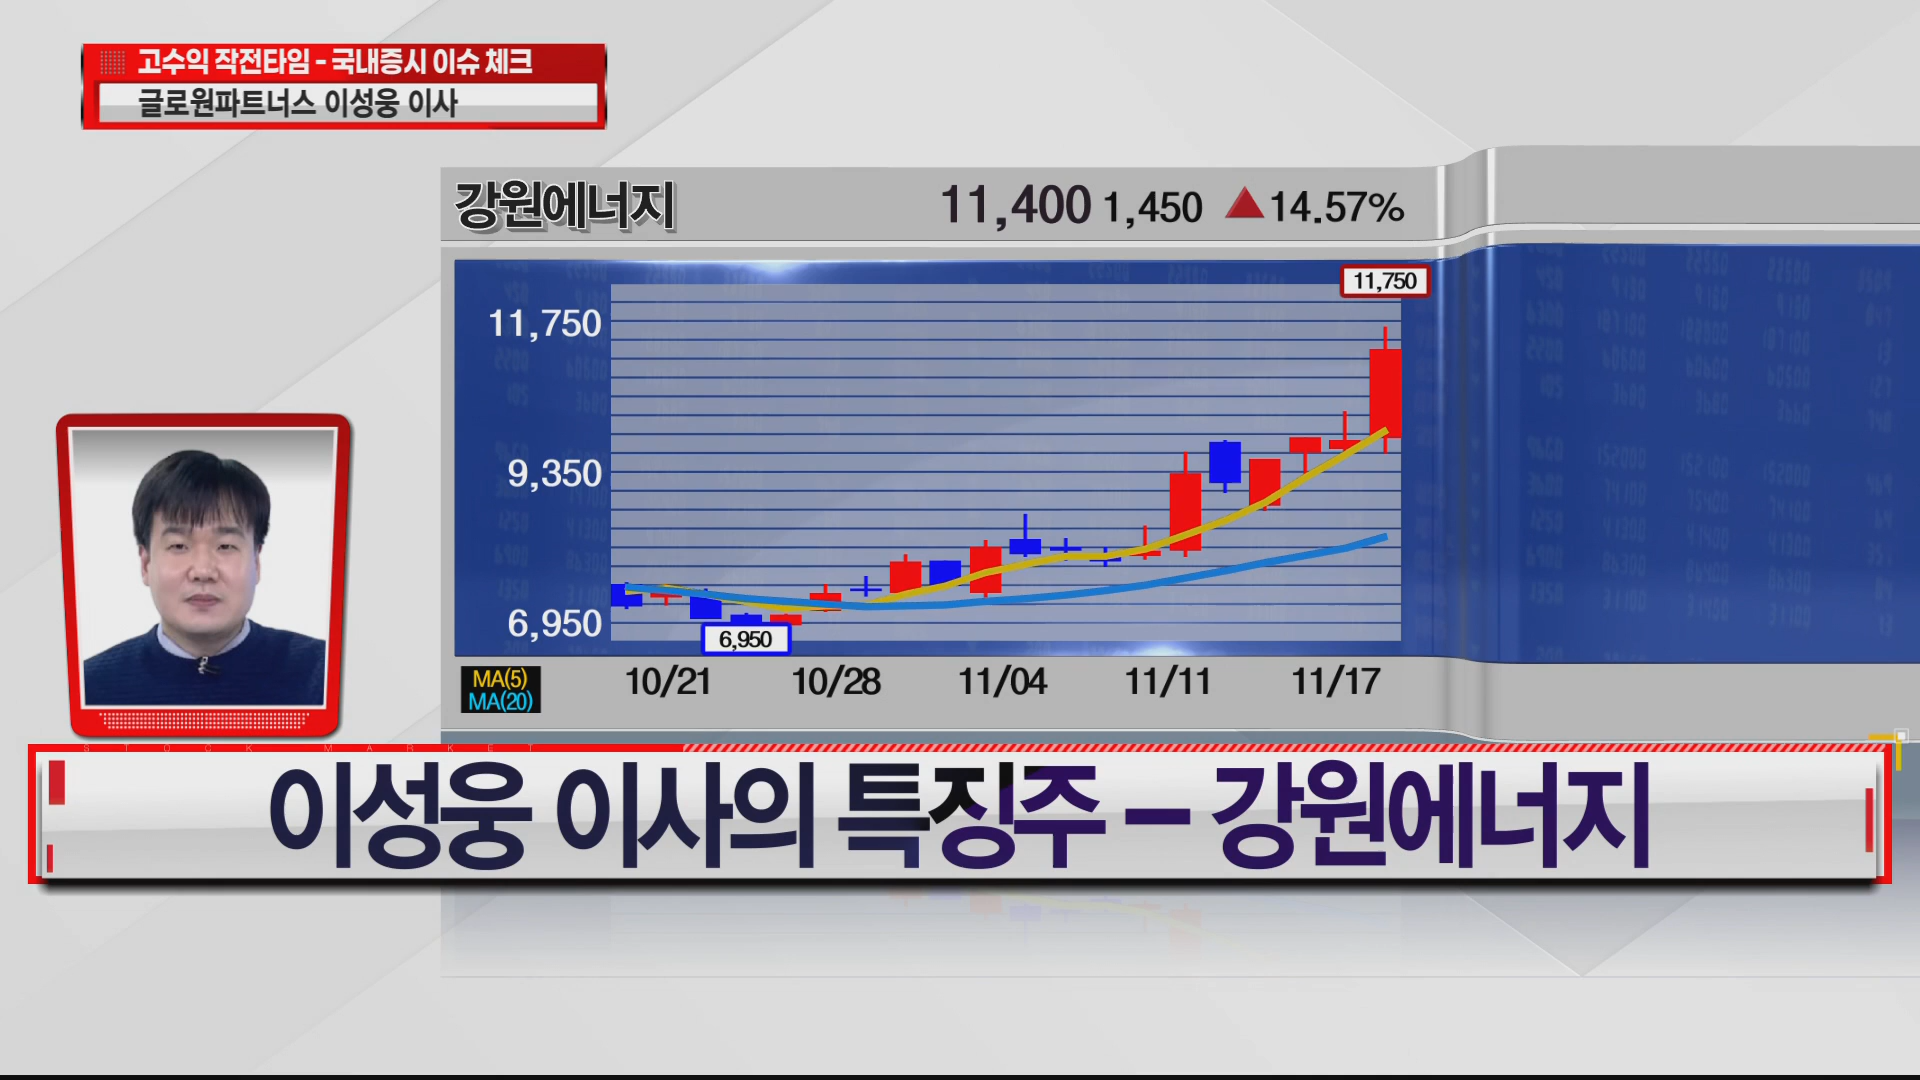 고수익 작전타임 - 국내증시 이슈 체크
글로원파트너스 이성웅 이사
강원에너지 11,400 1,450 ▲14.57%
11,750
11,750
9,350
6,950
6,950
MA(5)
MA(20)
10/21 10/28 11/04 11/11 11/17
STOCK MARKET
이성웅 이사의 특징주 - 강원에너지